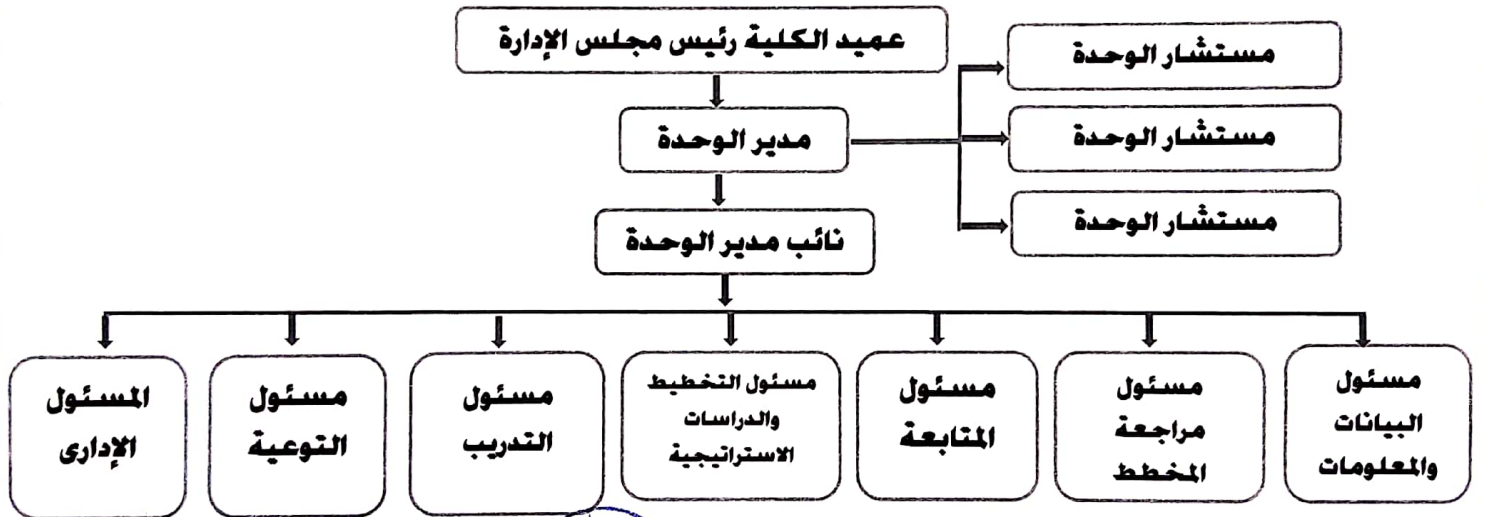 عميد الكلية رئيس مجلس الإدارة
مستشار الوحدة
مدير الوحدة
مستشار الوحدة
مستشار الوحدة
نائب مدير الوحدة
مسئول
البيانات
والمعلومات
مسئول
مراجعة
المخطط
مسئول
المتابعة
مسئول التخطيط
والدراسات
الاستراتيجية
مسئول
التدريب
مسئول
التوعية
المسئول
الإدارى